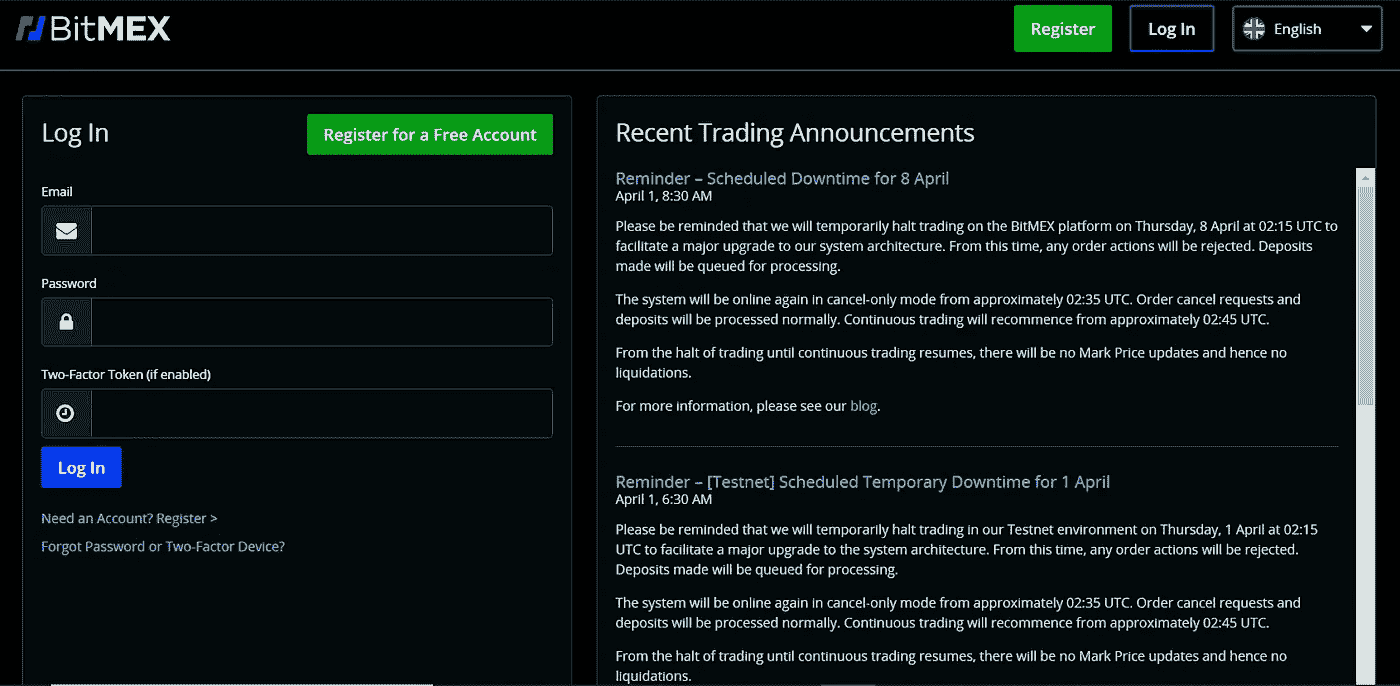 BitMEX
Register
Log In
English
Log In
Register for a Free Account
Email
Password
Two-Factor Token (if enabled)
Log In
Need an Account? Register >
Forgot Password or Two-Factor Device?
Recent Trading Announcements
Reminder – Scheduled Downtime for 8 April
April 1, 8:30 AM
Please be reminded that we will temporarily halt trading on the BitMEX platform on Thursday, 8 April at 02:15 UTC to
facilitate a major upgrade to our system architecture. From this time, any order actions will be rejected. Deposits
made will be queued for processing.
The system will be online again in cancel-only mode from approximately 02:35 UTC. Order cancel requests and
deposits will be processed normally. Continuous trading will recommence from approximately 02:45 UTC.
From the halt of trading until continuous trading resumes, there will be no Mark Price updates and hence no
liquidations.
For more information, please see our blog.
Reminder – [Testnet] Scheduled Temporary Downtime for 1 April
April 1, 6:30 AM
Please be reminded that we will temporarily halt trading in our Testnet environment on Thursday, 1 April at 02:15
UTC to facilitate a major upgrade to the system architecture. From this time, any order actions will be rejected.
Deposits made will be queued for processing.
The system will be online again in cancel-only mode from approximately 02:35 UTC. Order cancel requests and
deposits will be processed normally. Continuous trading will recommence from approximately 02:45 UTC.
From the halt of trading until continuous trading resumes, there will be no Mark Price updates and hence no
liquidations.